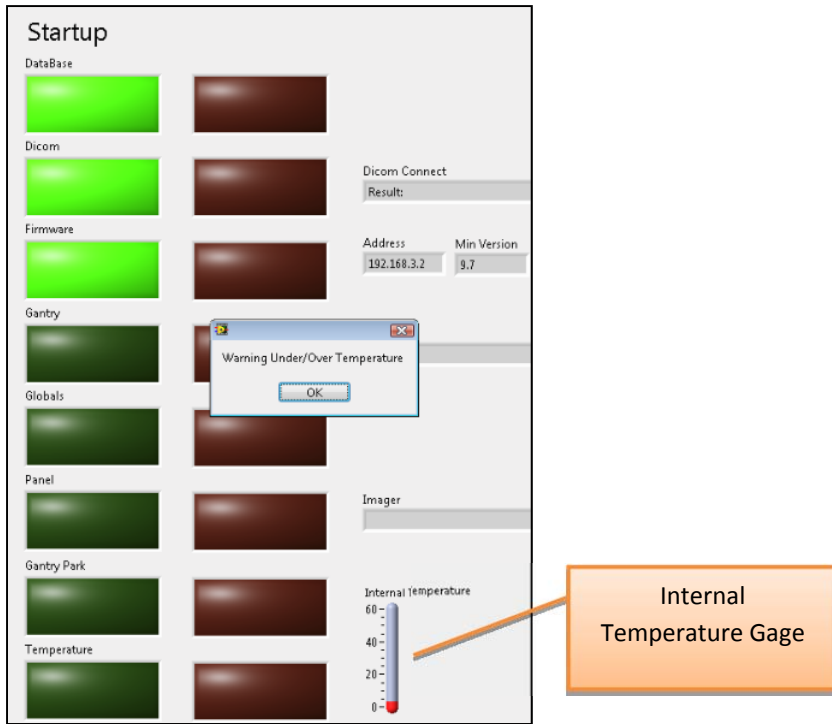 Startup
DataBase
Dicom
Dicom Connect
Result:
Firmware
Address Min Version
192.168.3.2 9.7
Gantry
Warning Under/Over Temperature
OK
Globals
Panel
Imager
Gantry Park
Internal Temperature
60
40
20
0
Temperature
Internal
Temperature Gage